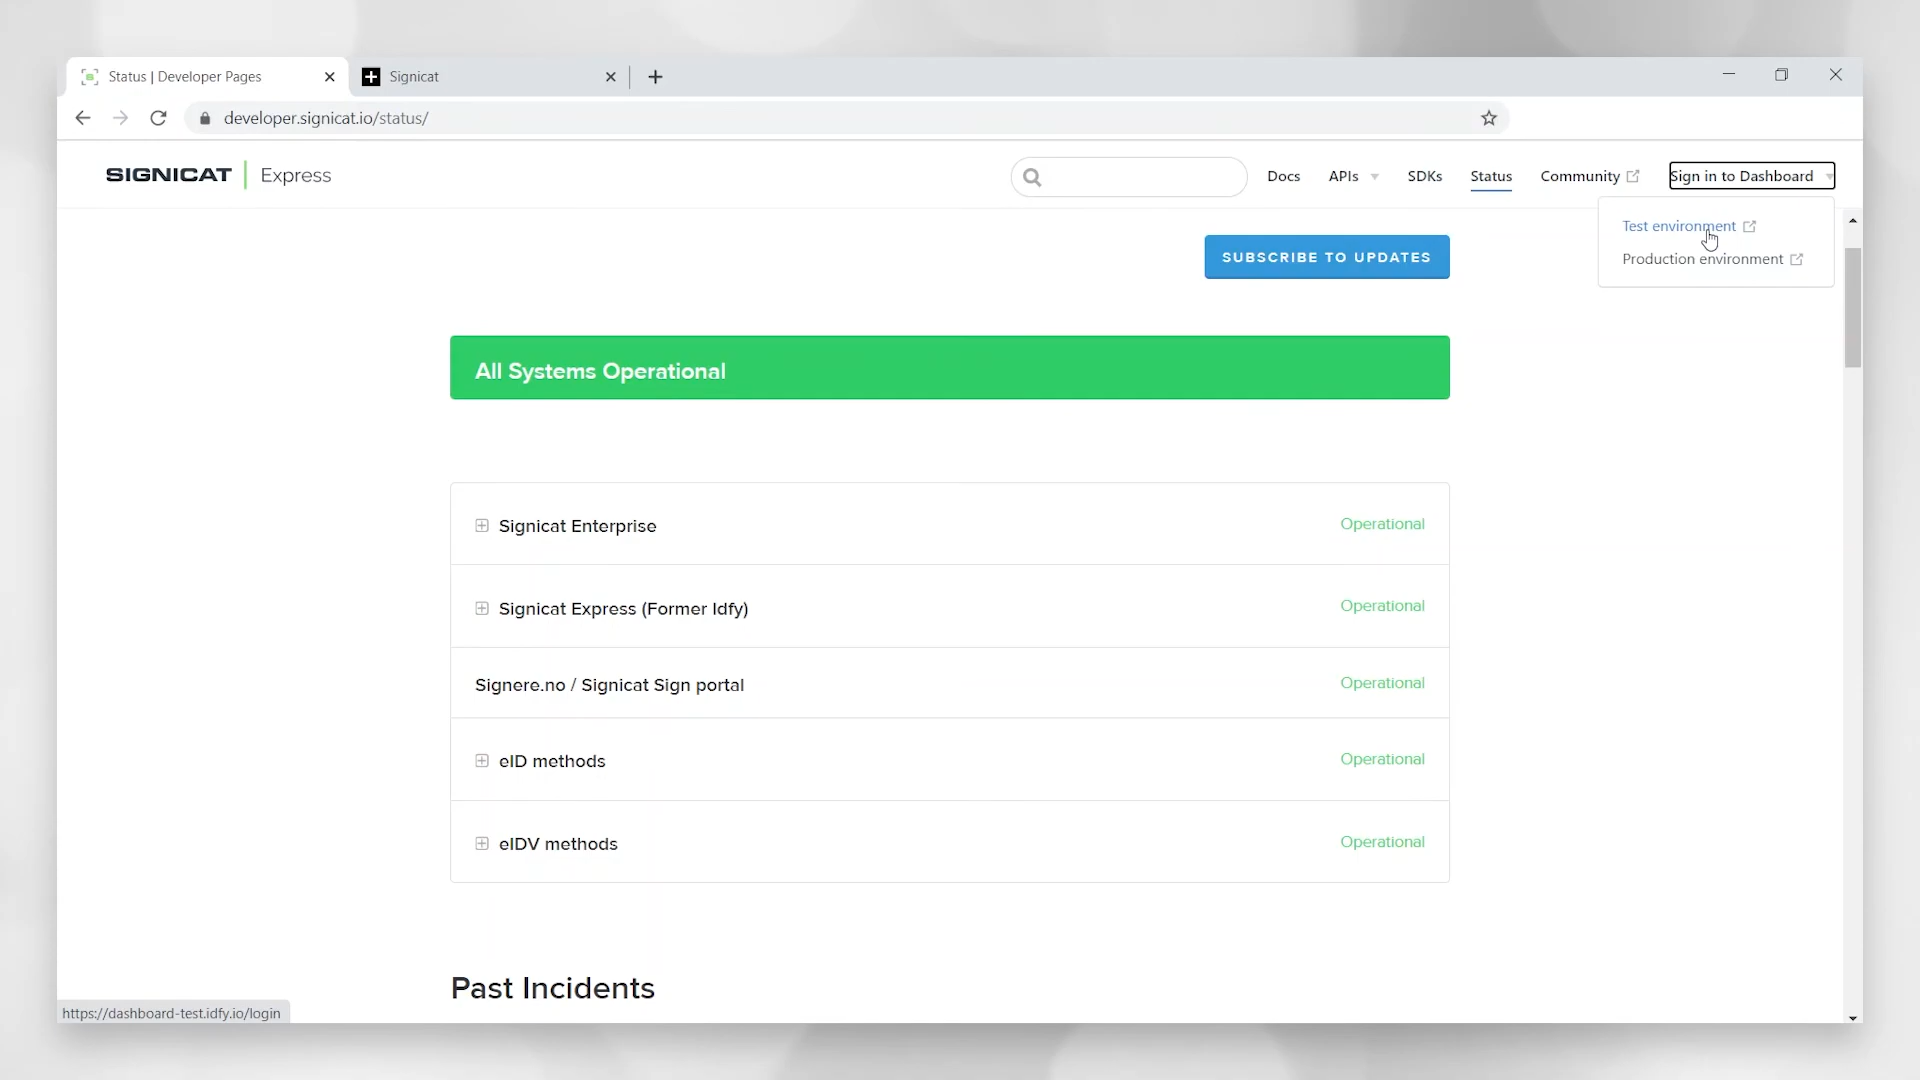 Status | Developer Pages
Signicat
developer.signicat.io/status/
SIGNICAT | Express
Docs
APIs
SDKs
Status
Community
Sign in to Dashboard
Test environment
Production environment
SUBSCRIBE TO UPDATES
All Systems Operational
Signicat Enterprise Operational
Signicat Express (Former Idfy) Operational
Signere.no / Signicat Sign portal Operational
eID methods Operational
eIDV methods Operational
Past Incidents
https://dashboard-test.idfy.io/login